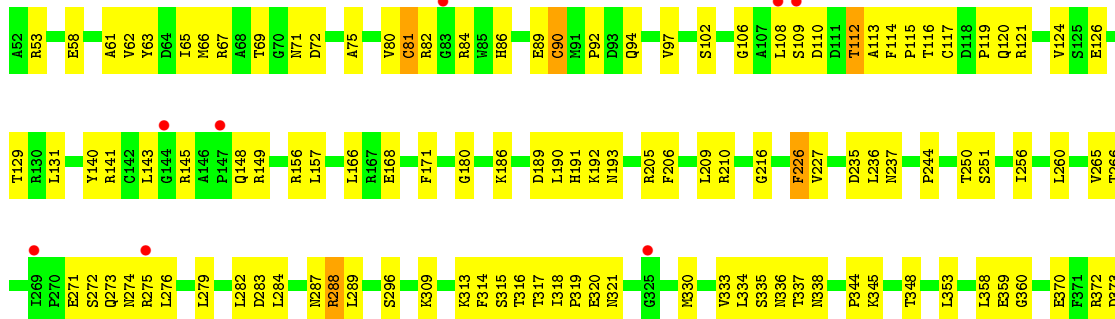 A52 R53 E58 A61 V62 Y63 D64 I65 M66 R67 A68 T69 G70 N71 D72 A75 V80 C81 R82 G83 R84 W85 H86 E89 C90 M91 P92 D93 Q94 V97 S102 G106 A107 L108 S109 D110 D111 T112 A113 F114 P115 T116 C117 D118 P119 Q120 R121 V124 S125 E126
T129 R130 L131 Y140 R141 C142 L143 G144 R145 A146 P147 Q148 R149 R156 L157 L166 R167 E168 F171 G180 K186 D189 L190 H191 K192 N193 R205 F206 L209 R210 G216 F226 V227 D235 L236 N237 P244 T250 S251 I256 L260 V265 T266
I269 P270 E271 S272 Q273 N274 R275 L276 L279 L282 D283 L284 N287 R288 L289 S296 K309 K313 F314 S315 T316 T317 I318 P319 E320 N321 G325 M330 V333 L334 S335 N336 T337 N338 P344 K345 T348 L353 L358 E359 G360 E370 F371 R372